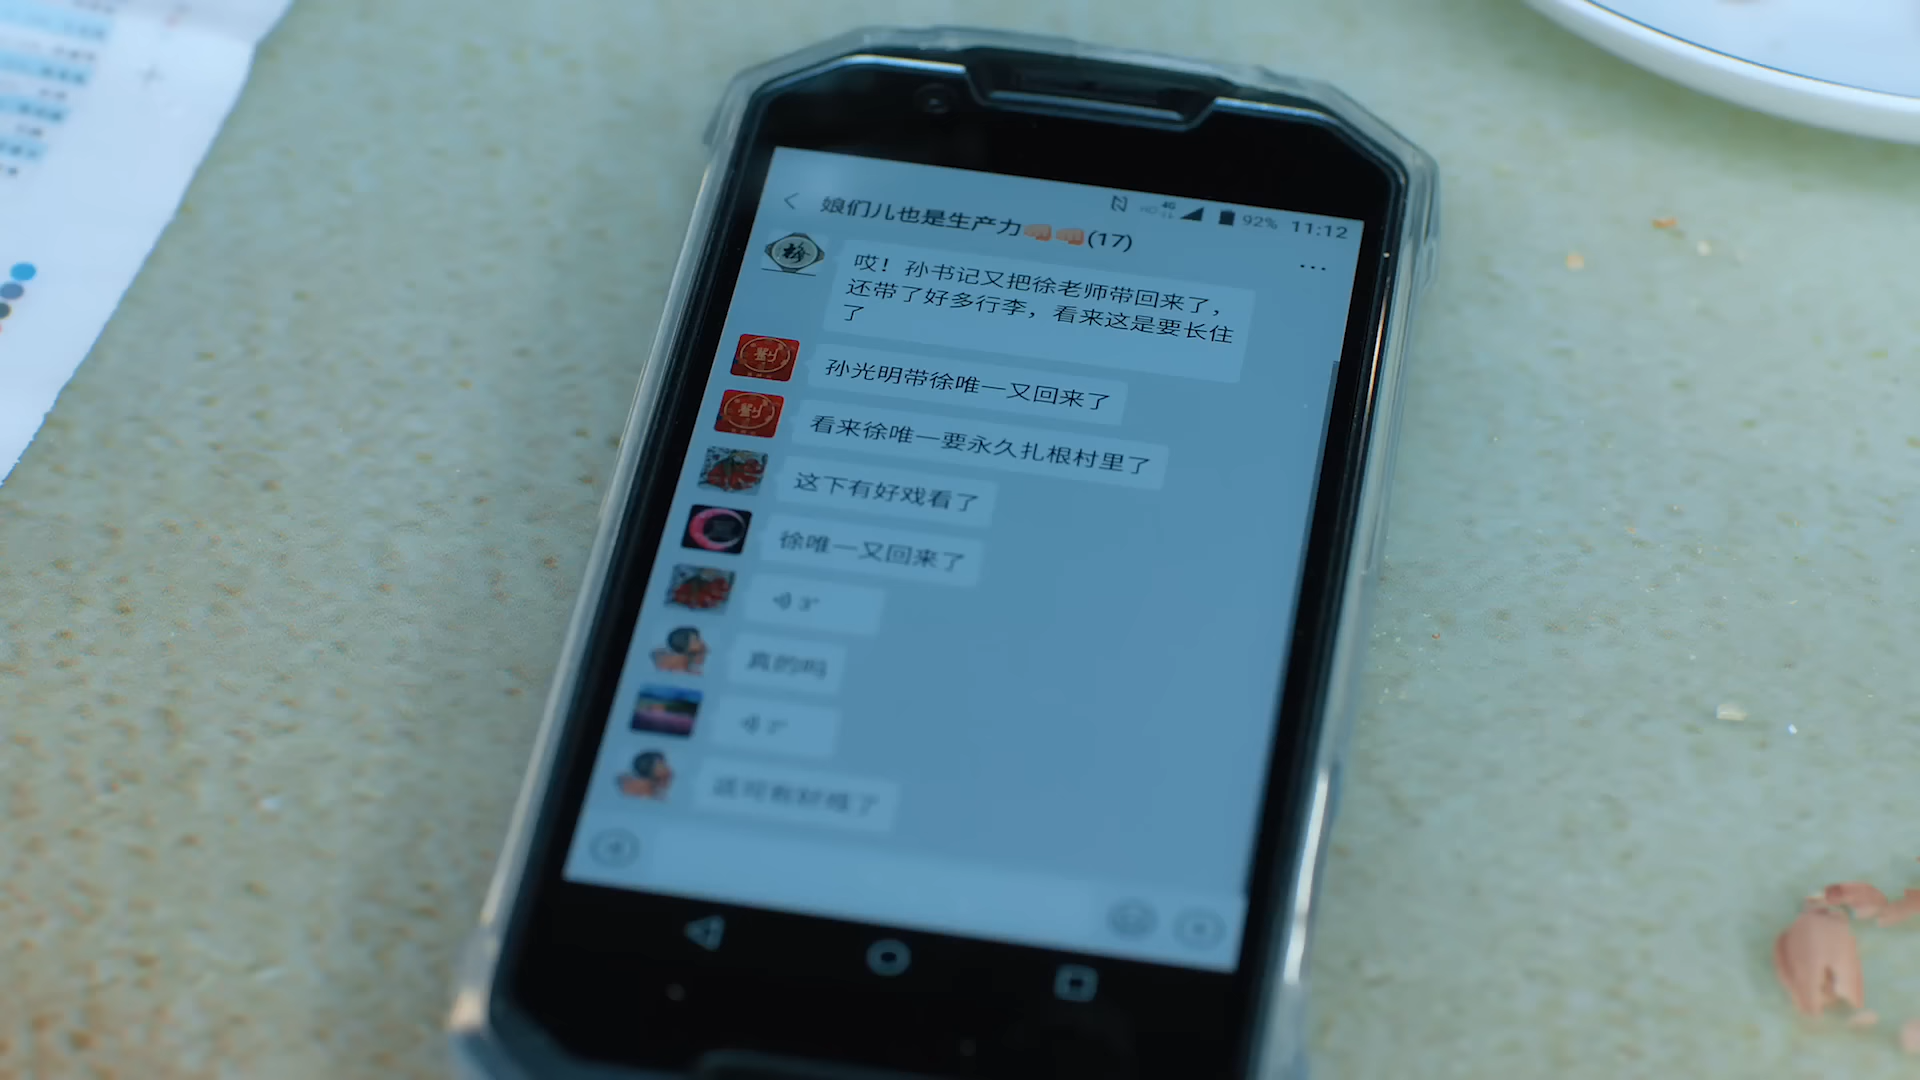 92% 11:12
娘们儿也是生产力👊👊(17)
哎！孙书记又把徐老师带回来了，
还带了好多行李，看来这是要长住
了
孙光明带徐唯一又回来了
看来徐唯一要永久扎根村里了
这下有好戏看了
徐唯一又回来了
3"
真的吗